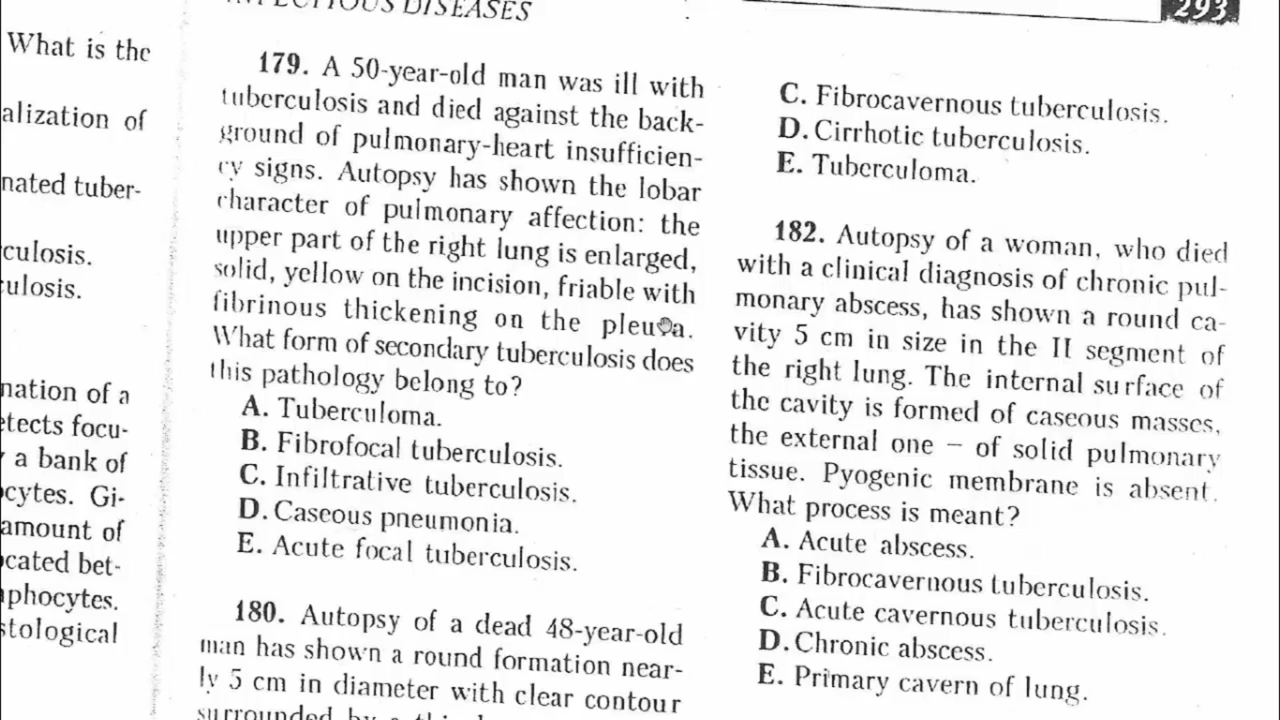 INFECTIOUS DISEASES
293
What is the
alization of
nated tuber-
culosis.
ulosis.
nation of a
etects focu-
a bank of
ocytes. Gi-
amount of
ocated bet-
phocytes.
stological
179. A 50-year-old man was ill with
tuberculosis and died against the back-
ground of pulmonary-heart insufficien-
cy signs. Autopsy has shown the lobar
character of pulmonary affection: the
upper part of the right lung is enlarged,
solid, yellow on the incision, friable with
fibrinous thickening on the pleura.
What form of secondary tuberculosis does
this pathology belong to?
A. Tuberculoma.
B. Fibrofocal tuberculosis.
C. Infiltrative tuberculosis.
D. Caseous pneumonia.
E. Acute focal tuberculosis.
180. Autopsy of a dead 48-year-old
man has shown a round formation near-
ly 5 cm in diameter with clear contour
surrounded by a
C. Fibrocavernous tuberculosis.
D. Cirrhotic tuberculosis.
E. Tuberculoma.
182. Autopsy of a woman, who died
with a clinical diagnosis of chronic pul-
monary abscess, has shown a round ca-
vity 5 cm in size in the II segment of
the right lung. The internal surface of
the cavity is formed of caseous masses,
the external one – of solid pulmonary
tissue. Pyogenic membrane is absent.
What process is meant?
A. Acute abscess.
B. Fibrocavernous tuberculosis.
C. Acute cavernous tuberculosis.
D. Chronic abscess.
E. Primary cavern of lung.